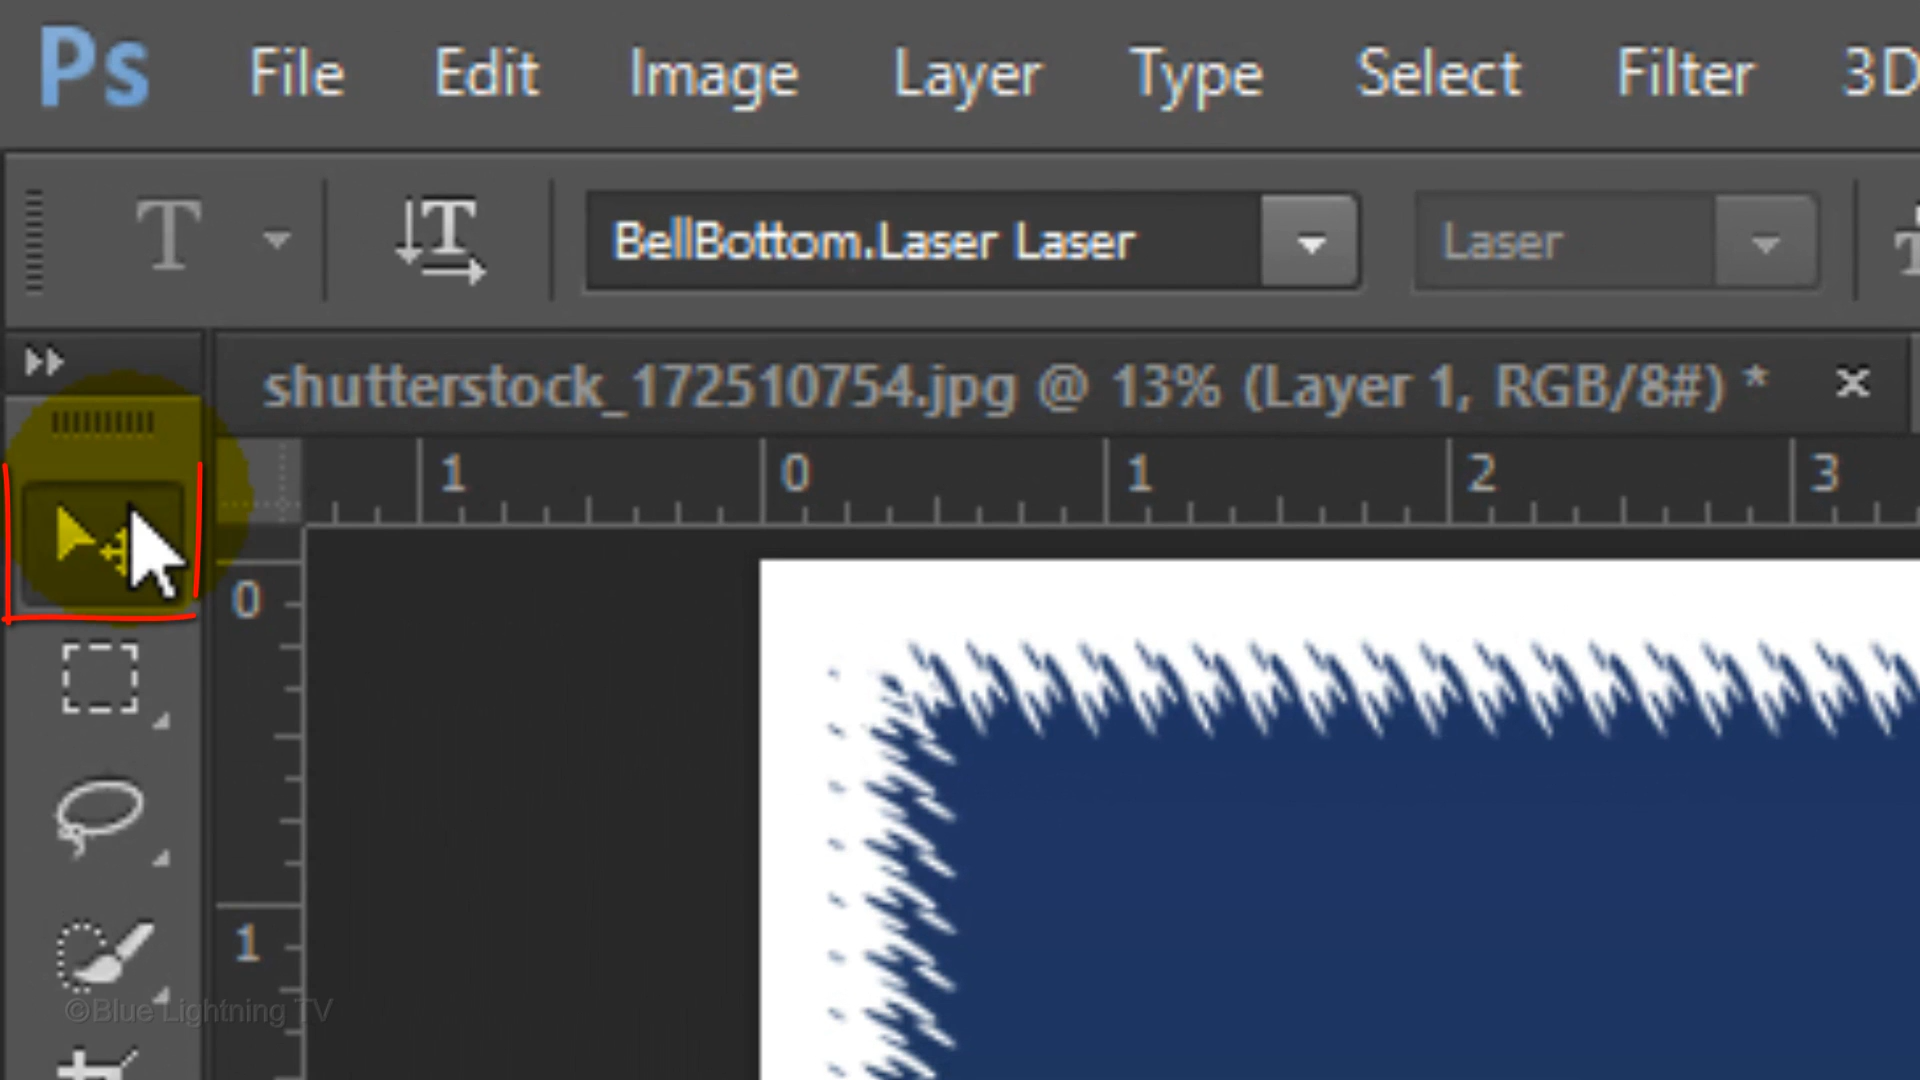 Ps File Edit Image Layer Type Select Filter 3D
T T BellBottom.Laser Laser Laser
shutterstock_172510754.jpg @ 13% (Layer 1, RGB/8#) * ×
1 0 1 2 3
0
1
©Blue Lightning TV